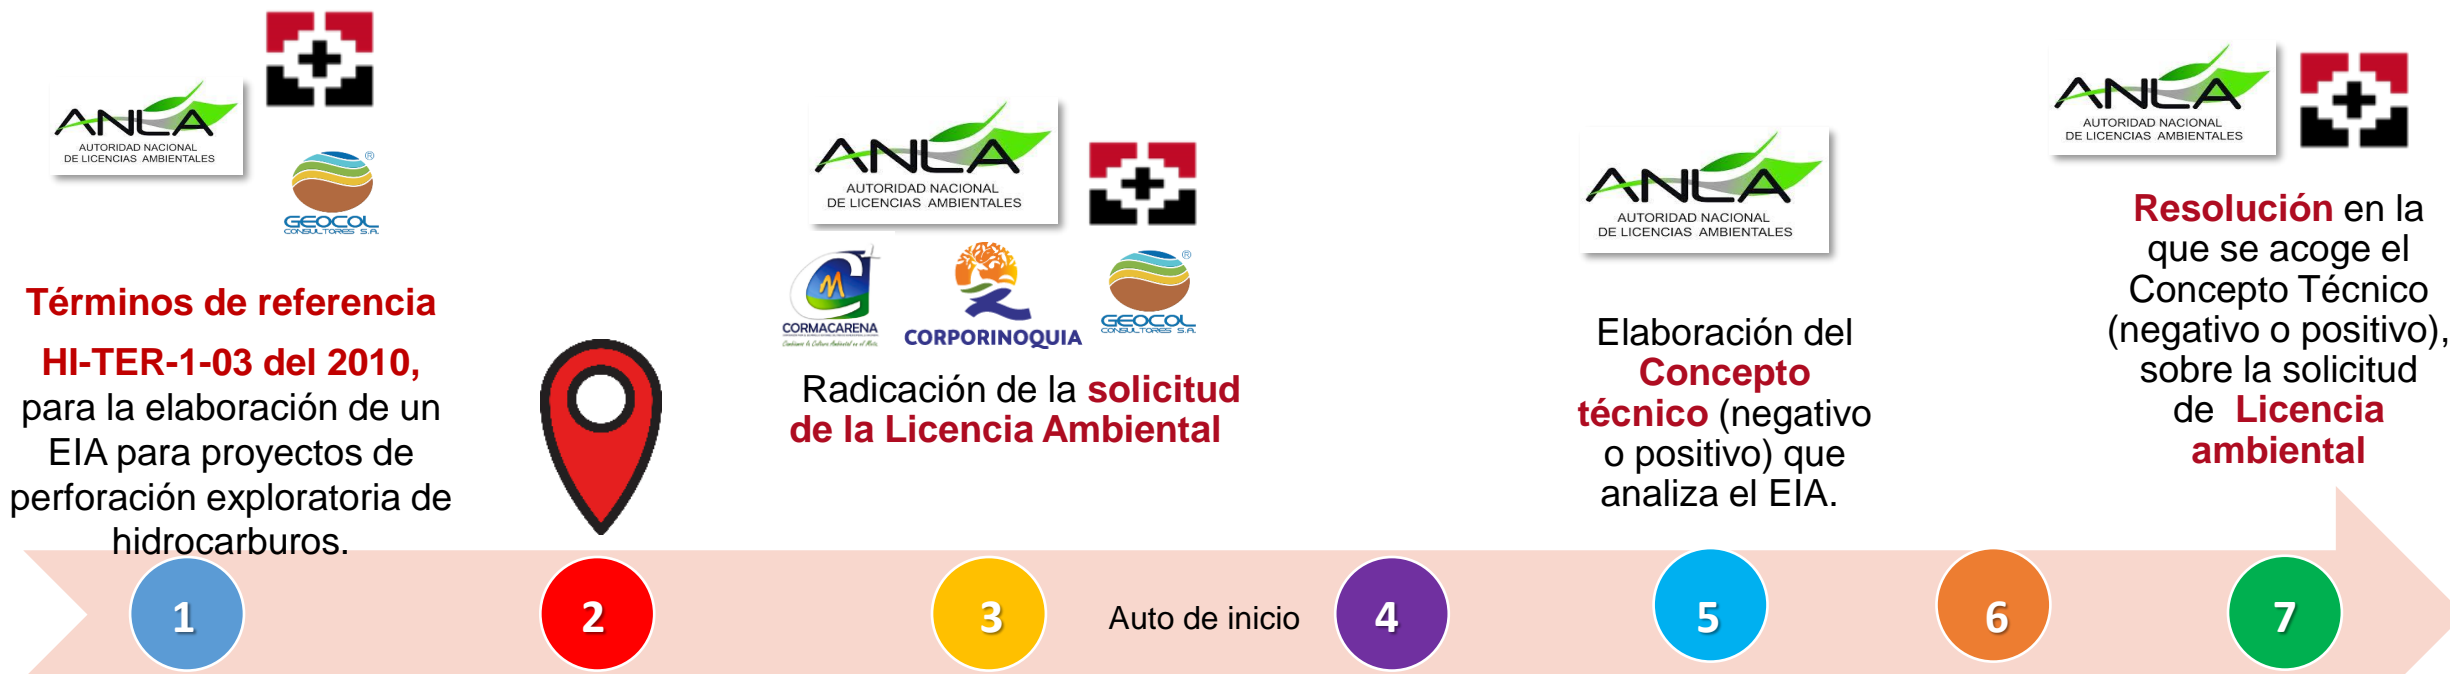 ANLA
AUTORIDAD NACIONAL
DE LICENCIAS AMBIENTALES
®
GEOCOL
CONSULTORES S.A.
Términos de referencia
HI-TER-1-03 del 2010,
para la elaboración de un
EIA para proyectos de
perforación exploratoria de
hidrocarburos.
ANLA
AUTORIDAD NACIONAL
DE LICENCIAS AMBIENTALES
CORMACARENA
CORPORINOQUIA
®
GEOCOL
CONSULTORES S.A.
Radicación de la solicitud
de la Licencia Ambiental
ANLA
AUTORIDAD NACIONAL
DE LICENCIAS AMBIENTALES
Elaboración del
Concepto
técnico (negativo
o positivo) que
analiza el EIA.
ANLA
AUTORIDAD NACIONAL
DE LICENCIAS AMBIENTALES
Resolución en la
que se acoge el
Concepto Técnico
(negativo o positivo),
sobre la solicitud
de Licencia
ambiental
1
2
3
Auto de inicio
4
5
6
7